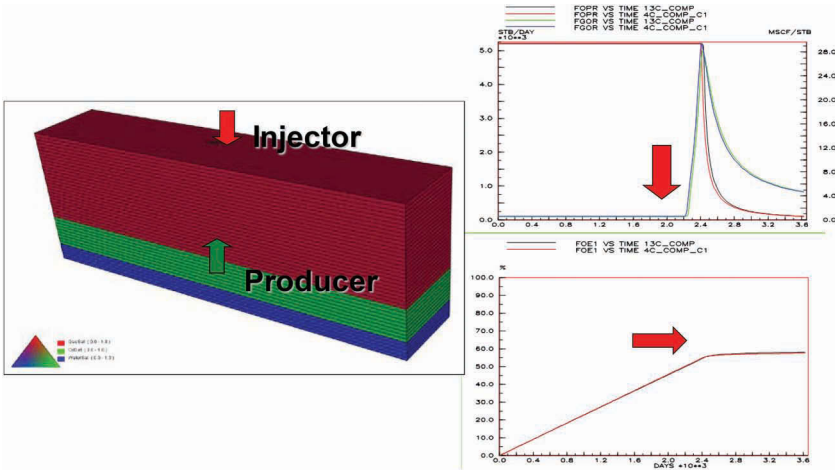 Injector
Producer
FOPR VS TIME 13C_COMP
FOPR VS TIME 4C_COMP_C1
FGOR VS TIME 13C_COMP
FGOR VS TIME 4C_COMP_C1
STB/DAY
*10**3
MSCF/STB
5.0
4.0
3.0
2.0
1.0
0.0
28.0
24.0
20.0
16.0
12.0
8.0
4.0
0.0
0.0 0.4 0.8 1.2 1.6 2.0 2.4 2.8 3.2 3.6
FOE1 VS TIME 13C_COMP
FOE1 VS TIME 4C_COMP_C1
%
100.0
90.0
80.0
70.0
60.0
50.0
40.0
30.0
20.0
10.0
0.0
0.0 0.4 0.8 1.2 1.6 2.0 2.4 2.8 3.2 3.6
DAYS *10**3